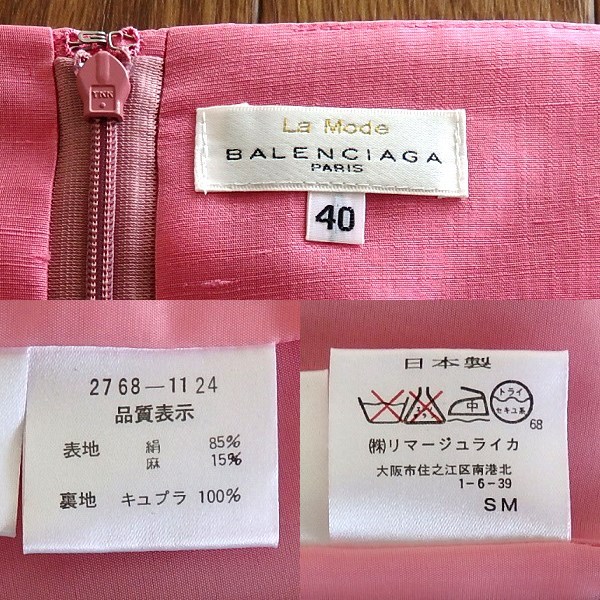 YKK
La Mode
BALENCIAGA
PARIS
40
2768-1124
品質表示
表地 絹 85%
麻 15%
裏地 キュプラ 100%
日本製
中
ドライ
セキユ系
68
㈱リマージュライカ
大阪市住之江区南港北
1-6-39
SM